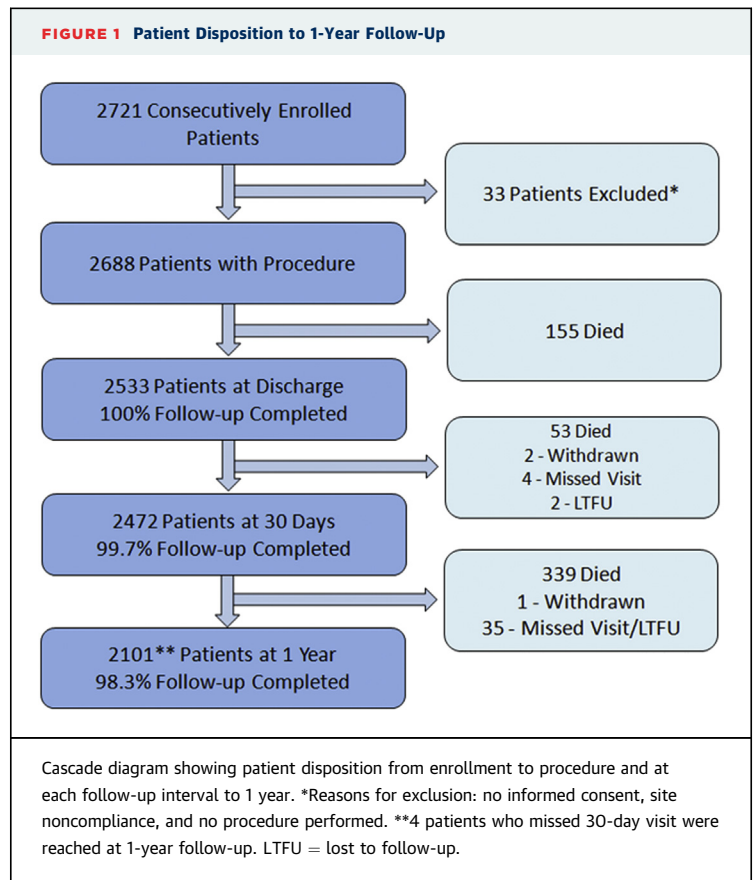 FIGURE 1 Patient Disposition to 1-Year Follow-Up
2721 Consecutively Enrolled
Patients
33 Patients Excluded*
2688 Patients with Procedure
155 Died
2533 Patients at Discharge
100% Follow-up Completed
53 Died
2 - Withdrawn
4 - Missed Visit
2 - LTFU
2472 Patients at 30 Days
99.7% Follow-up Completed
339 Died
1 - Withdrawn
35 - Missed Visit/LTFU
2101** Patients at 1 Year
98.3% Follow-up Completed
Cascade diagram showing patient disposition from enrollment to procedure and at
each follow-up interval to 1 year. *Reasons for exclusion: no informed consent, site
noncompliance, and no procedure performed. **4 patients who missed 30-day visit were
reached at 1-year follow-up. LTFU = lost to follow-up.